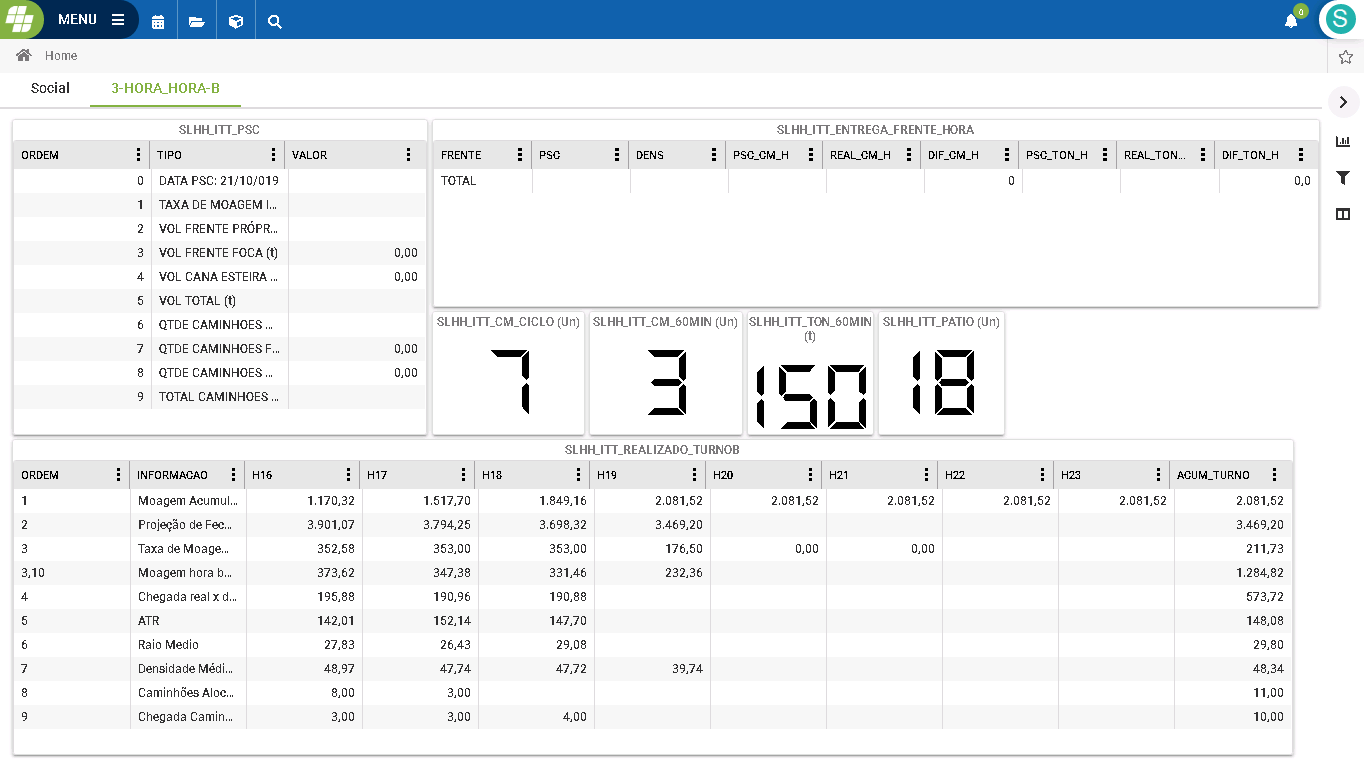 MENU
0
S
Home
Social 3-HORA_HORA-B
SLHH_ITT_PSC
ORDEM TIPO VALOR
0 DATA PSC: 21/10/019
1 TAXA DE MOAGEM I...
2 VOL FRENTE PRÓPR...
3 VOL FRENTE FOCA (t) 0,00
4 VOL CANA ESTEIRA ... 0,00
5 VOL TOTAL (t)
6 QTDE CAMINHOES ...
7 QTDE CAMINHOES F... 0,00
8 QTDE CAMINHOES ... 0,00
9 TOTAL CAMINHOES ...
SLHH_ITT_ENTREGA_FRENTE_HORA
FRENTE PSC DENS PSC_CM_H REAL_CM_H DIF_CM_H PSC_TON_H REAL_TON... DIF_TON_H
TOTAL 0 0,0
SLHH_ITT_CM_CICLO (Un)
7
SLHH_ITT_CM_60MIN (Un)
3
SLHH_ITT_TON_60MIN
(t)
150
SLHH_ITT_PATIO (Un)
18
SLHH_ITT_REALIZADO_TURNOB
ORDEM INFORMACAO H16 H17 H18 H19 H20 H21 H22 H23 AGUM_TURNO
1 Moagem Acumul... 1.170,32 1.517,70 1.849,16 2.081,52 2.081,52 2.081,52 2.081,52 2.081,52 2.081,52
2 Projeção de Fec... 3.901,07 3.794,25 3.698,32 3.469,20 3.469,20
3 Taxa de Moage... 352,58 353,00 353,00 176,50 0,00 0,00 211,73
3,10 Moagem hora b... 373,62 347,38 331,46 232,36 1.284,82
4 Chegada real x d... 195,88 190,96 190,88 573,72
5 ATR 142,01 152,14 147,70 148,08
6 Raio Medio 27,83 26,43 29,08 29,80
7 Densidade Médi... 48,97 47,74 47,72 39,74 48,34
8 Caminhões Aloc... 8,00 3,00 11,00
9 Chegada Camin... 3,00 3,00 4,00 10,00